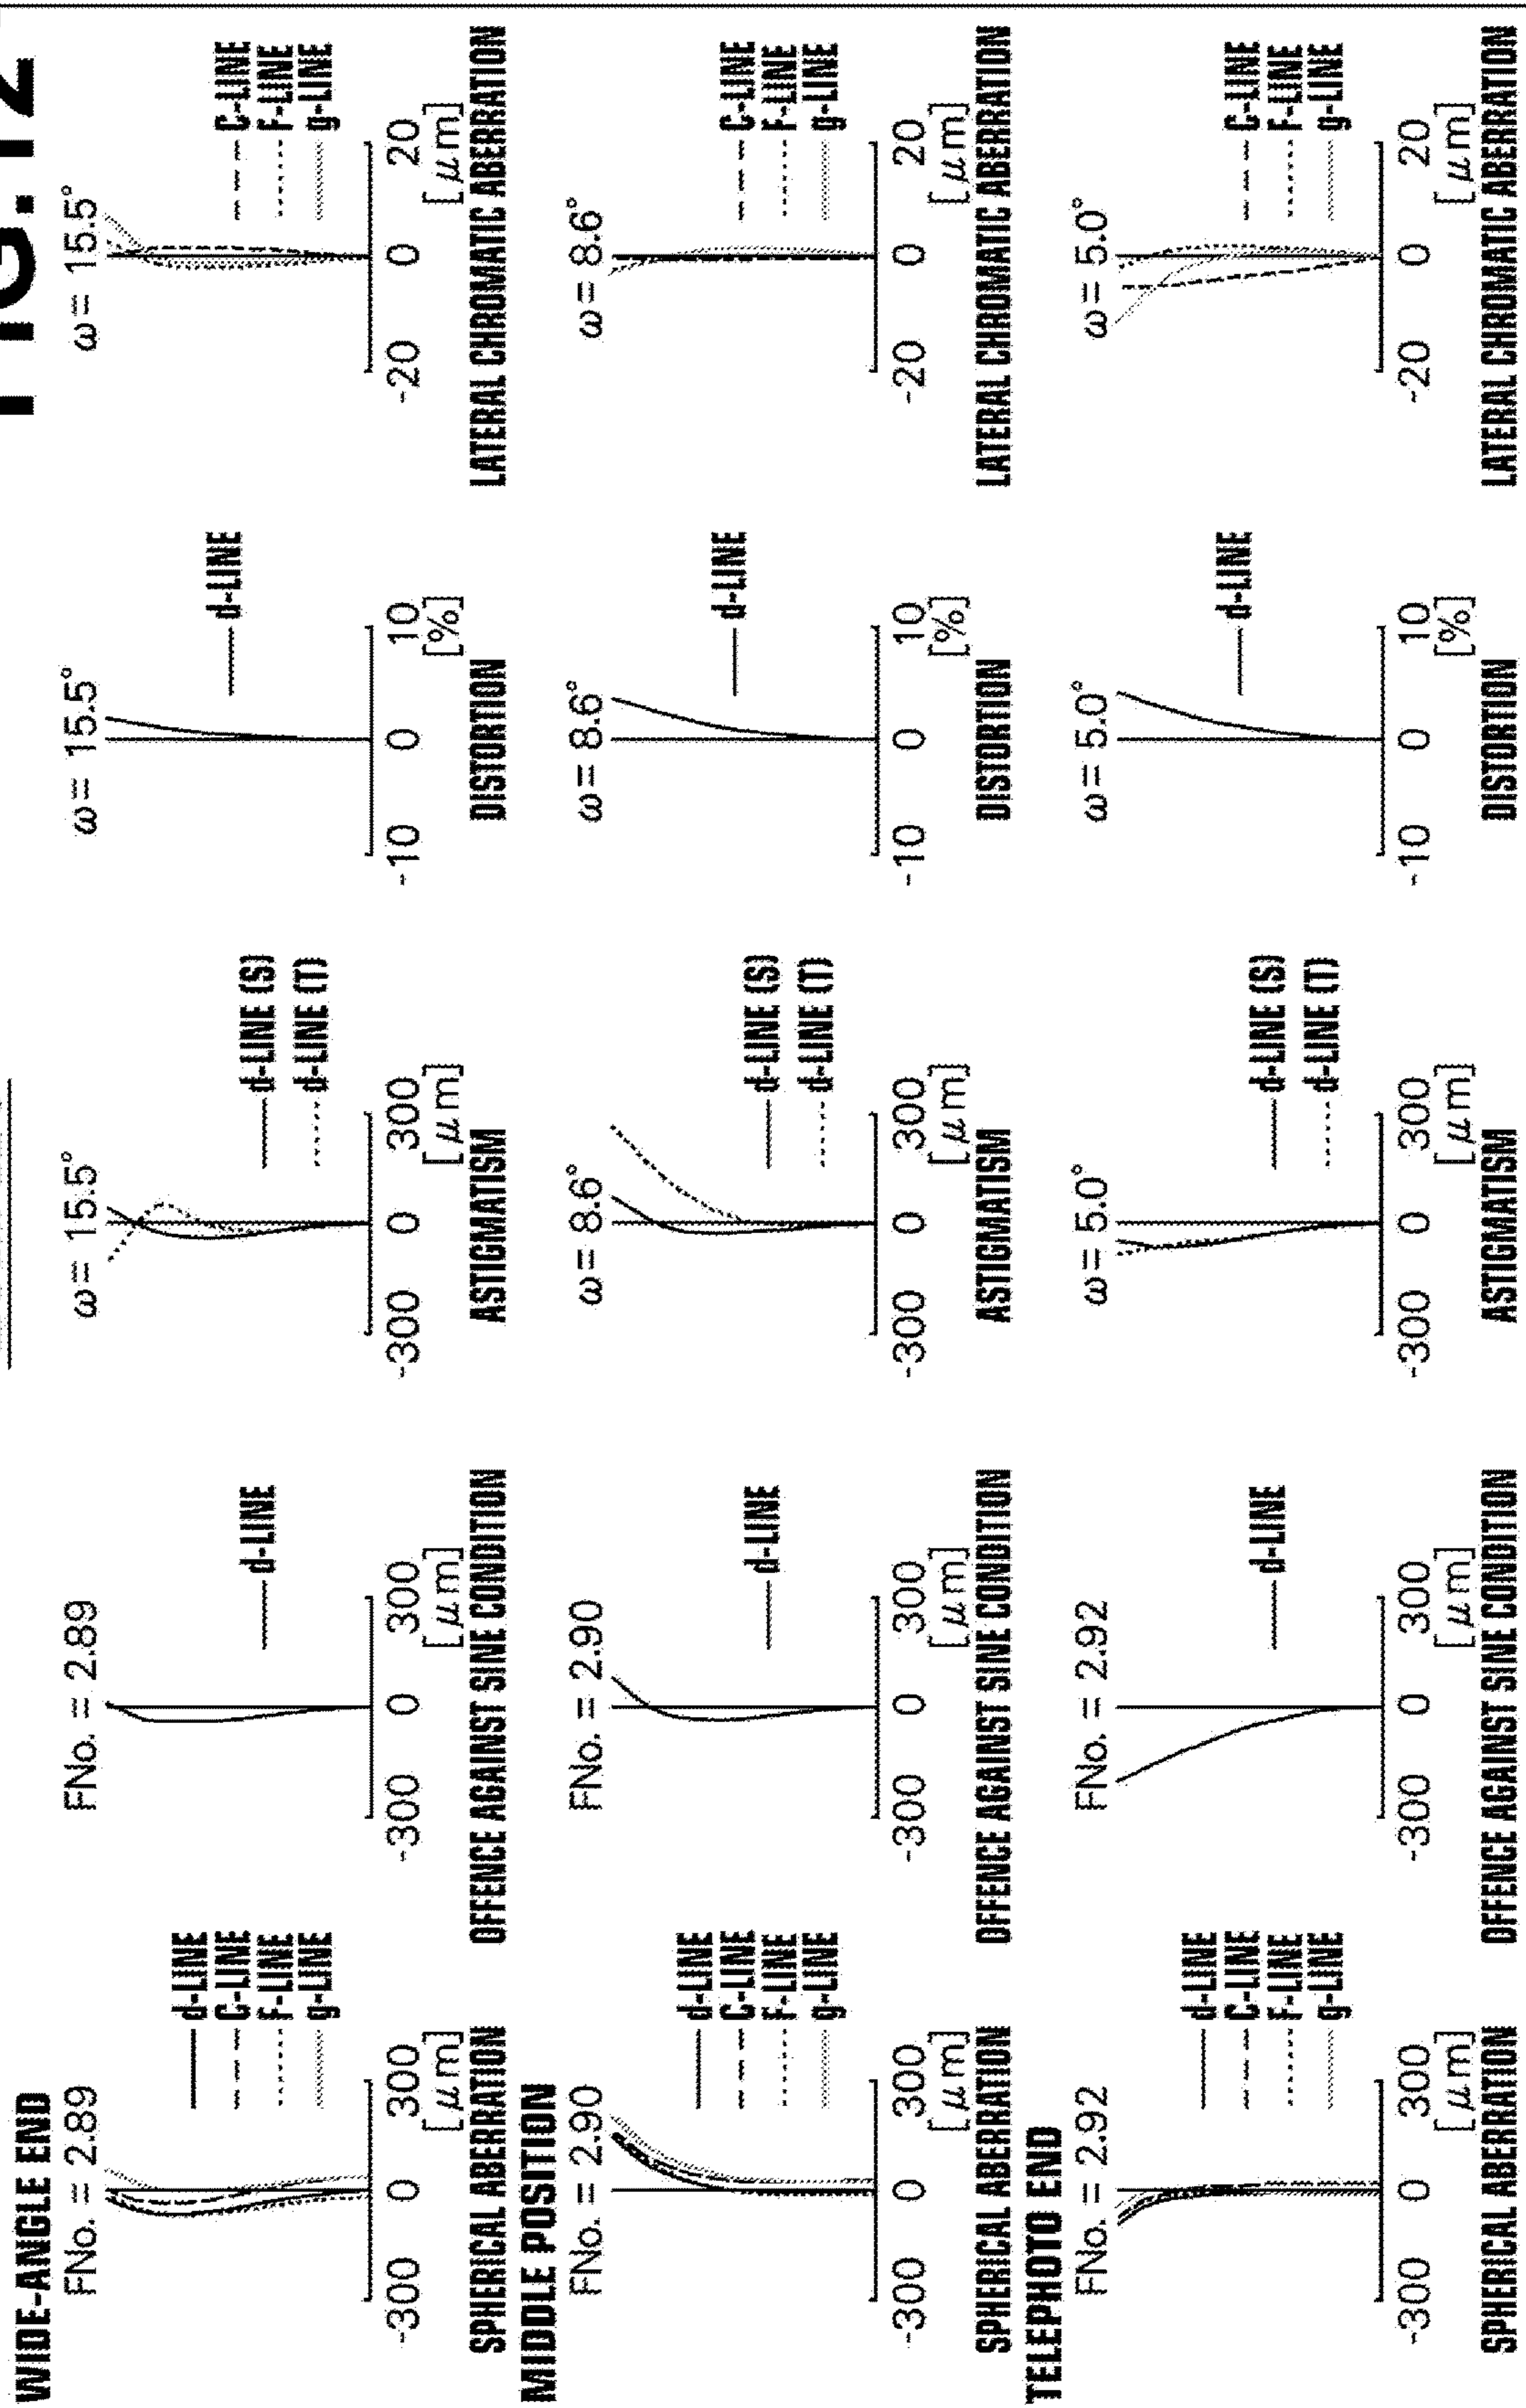 FIG.12
WIDE-ANGLE END
FNo. = 2.89
d-LINE
C-LINE
F-LINE
g-LINE
-300 0 300
[μm]
SPHERICAL ABERRATION
FNo. = 2.89
d-LINE
-300 0 300
[μm]
OFFENCE AGAINST SINE CONDITION
ω= 15.5°
d-LINE (S)
d-LINE (T)
-300 0 300
[μm]
ASTIGMATISM
ω= 15.5°
d-LINE
-10 0 10
[%]
DISTORTION
ω= 15.5°
C-LINE
F-LINE
g-LINE
-20 0 20
[μm]
LATERAL CHROMATIC ABERRATION
MIDDLE POSITION
FNo. = 2.90
d-LINE
C-LINE
F-LINE
g-LINE
-300 0 300
[μm]
SPHERICAL ABERRATION
FNo. = 2.90
d-LINE
-300 0 300
[μm]
OFFENCE AGAINST SINE CONDITION
ω= 8.6°
d-LINE (S)
d-LINE (T)
-300 0 300
[μm]
ASTIGMATISM
ω= 8.6°
d-LINE
-10 0 10
[%]
DISTORTION
ω= 8.6°
C-LINE
F-LINE
g-LINE
-20 0 20
[μm]
LATERAL CHROMATIC ABERRATION
TELEPHOTO END
FNo. = 2.92
d-LINE
C-LINE
F-LINE
g-LINE
-300 0 300
[μm]
SPHERICAL ABERRATION
FNo. = 2.92
d-LINE
-300 0 300
[μm]
OFFENCE AGAINST SINE CONDITION
ω= 5.0°
d-LINE (S)
d-LINE (T)
-300 0 300
[μm]
ASTIGMATISM
ω= 5.0°
d-LINE
-10 0 10
[%]
DISTORTION
ω= 5.0°
C-LINE
F-LINE
g-LINE
-20 0 20
[μm]
LATERAL CHROMATIC ABERRATION